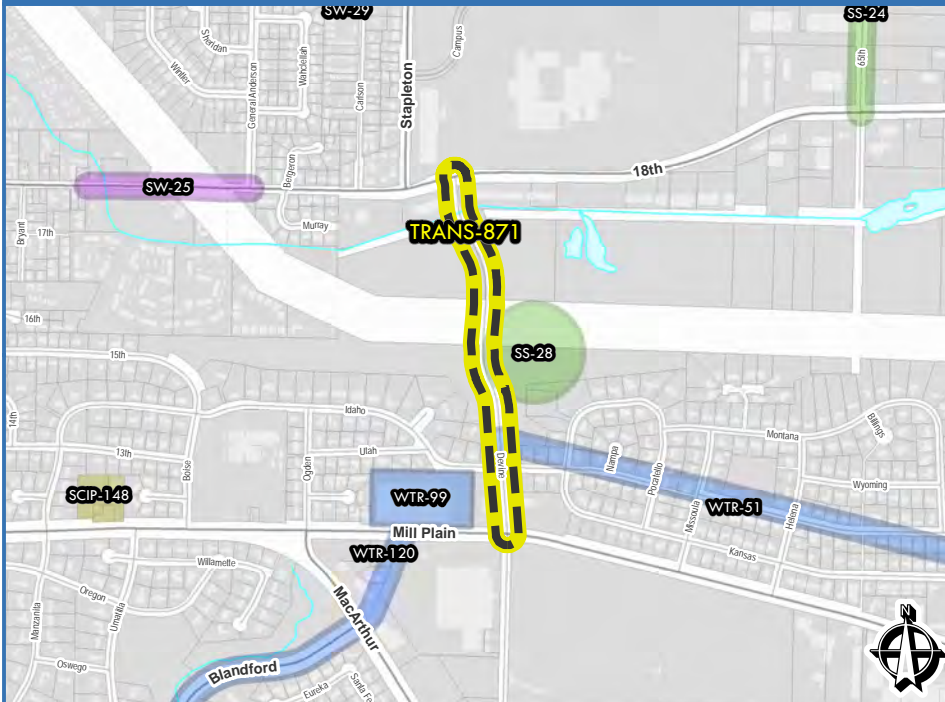 SW-29
SS-24
Sheridan
Winkler
Wahclellah
General Anderson
Carlson
Stapleton
Campus
65th
Bergeron
18th
SW-25
Murray
Bryant
17th
TRANS-871
16th
15th
SS-28
14th
Idaho
13th
Utah
Boise
Ogden
Devine
Nampa
Pocatello
Montana
Billings
Wyoming
SCIP-148
WTR-99
WTR-51
Missoula
Helena
Mill Plain
Kansas
WTR-120
Willamette
Oregon
Umatilla
Manzanita
MacArthur
Oswego
Blandford
Eureka
Santa Fe
N